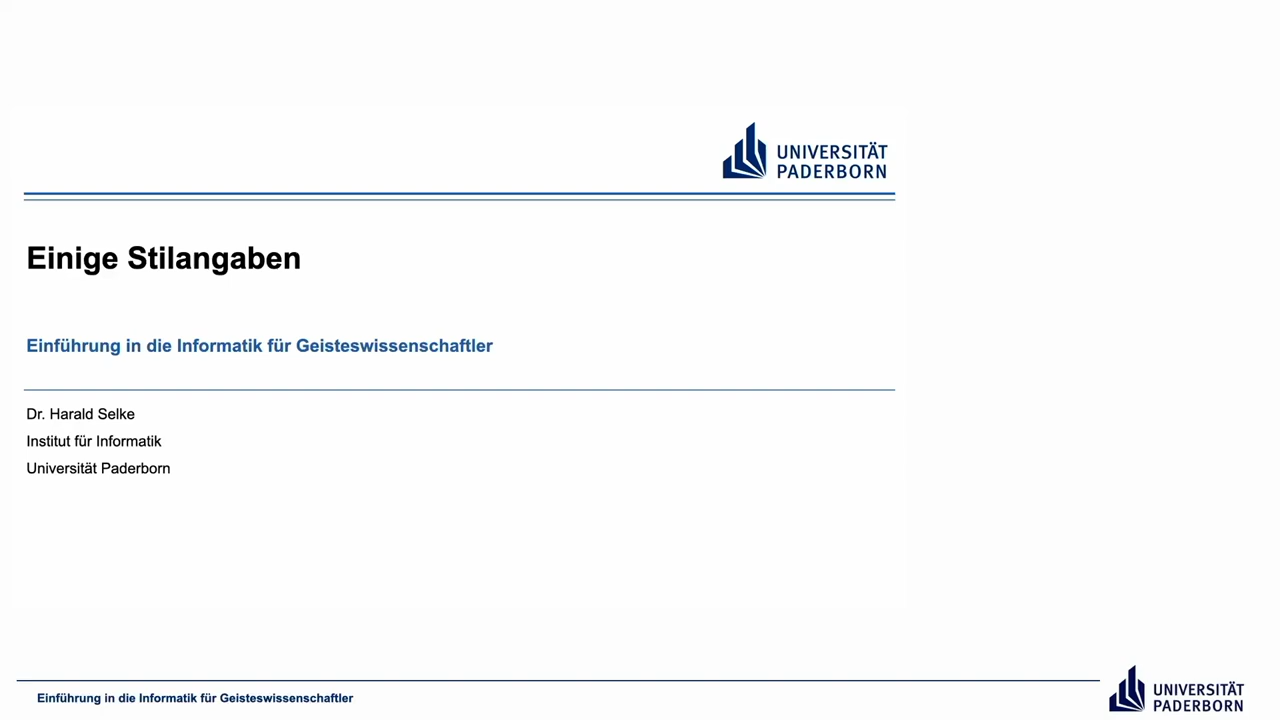 UNIVERSITÄT
PADERBORN
Einige Stilangaben
Einführung in die Informatik für Geisteswissenschaftler
Dr. Harald Selke
Institut für Informatik
Universität Paderborn
Einführung in die Informatik für Geisteswissenschaftler
UNIVERSITÄT
PADERBORN